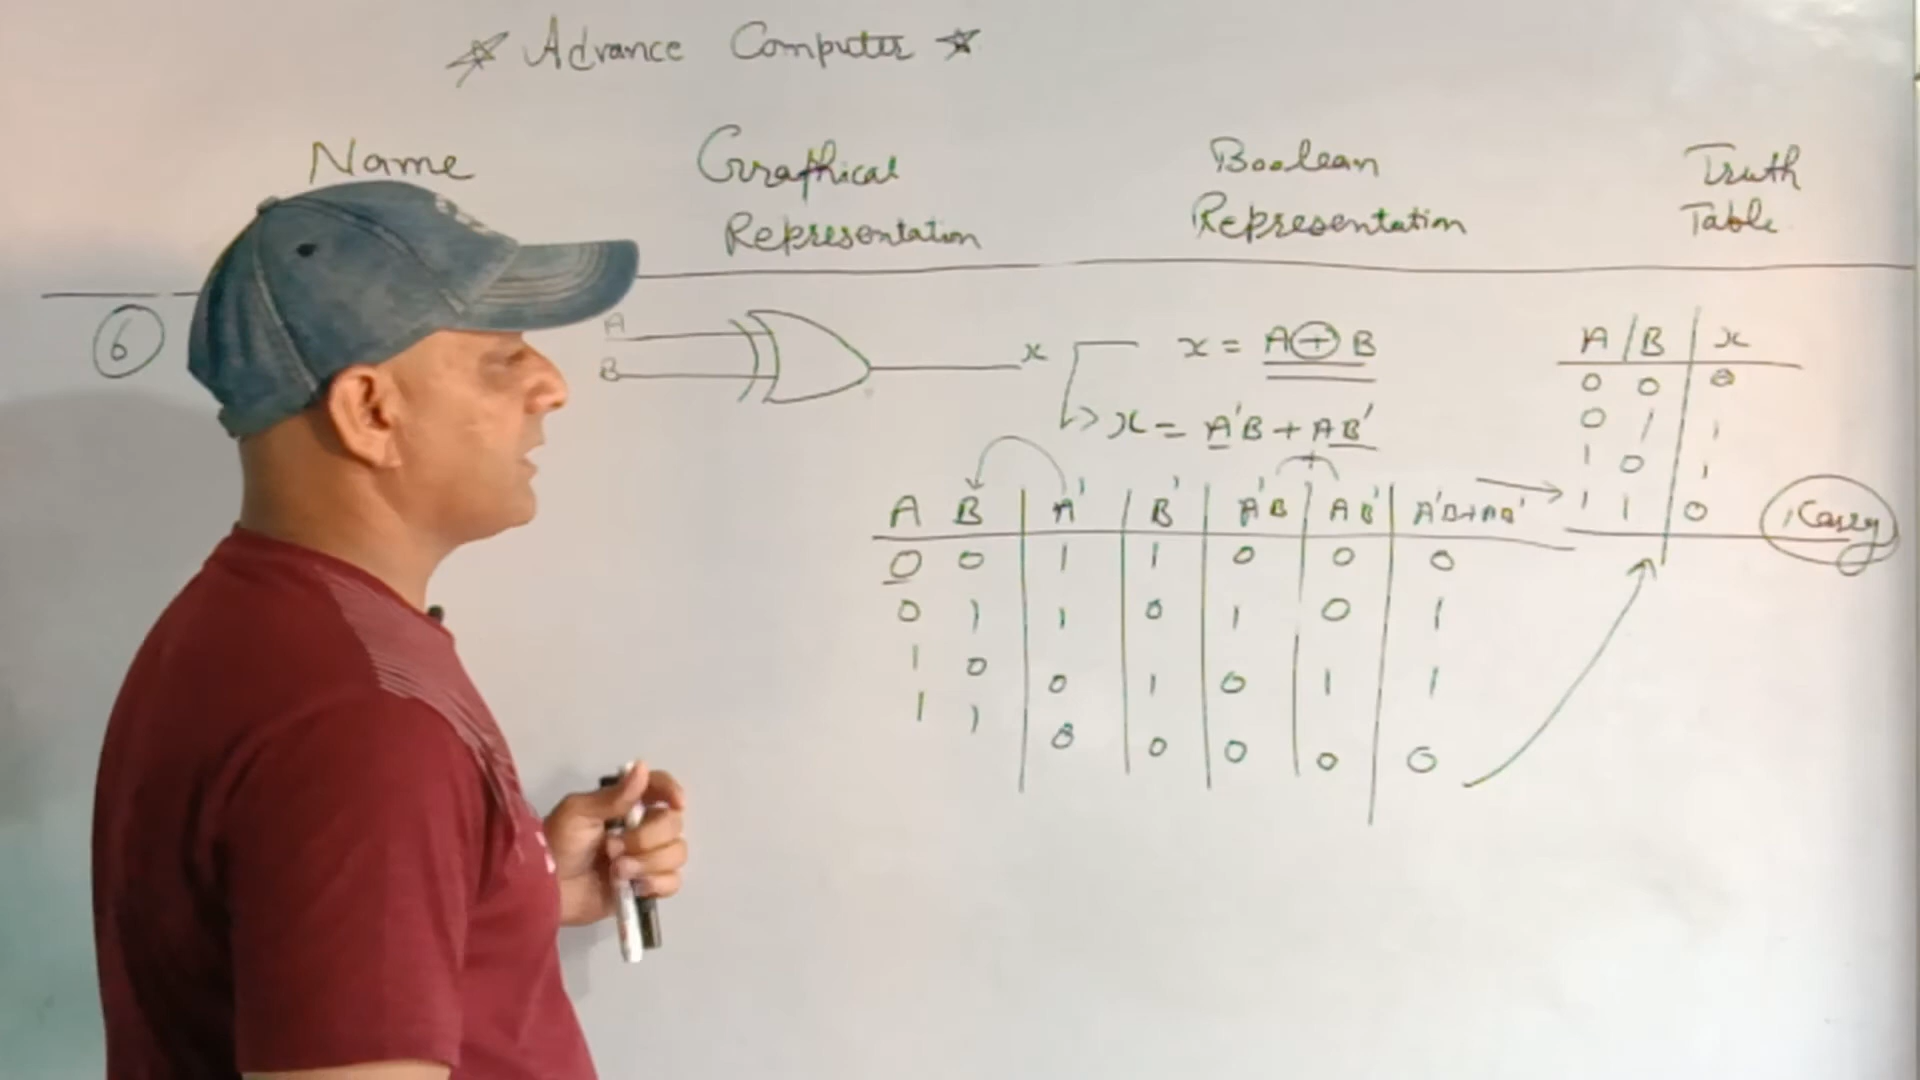 ☆ Advance Computer ☆
Name Graphical Representation Boolean Representation Truth Table
6
A
B
x
x = A ⊕ B
x = A'B + AB'
A B x
0 0 0
0 1 1
1 0 1
1 1 0 , Carry
A B A' B' A'B AB' A'B+AB'
0 0 1 1 0 0 0
0 1 1 0 1 0 1
1 0 0 1 0 1 1
1 1 0 0 0 0 0